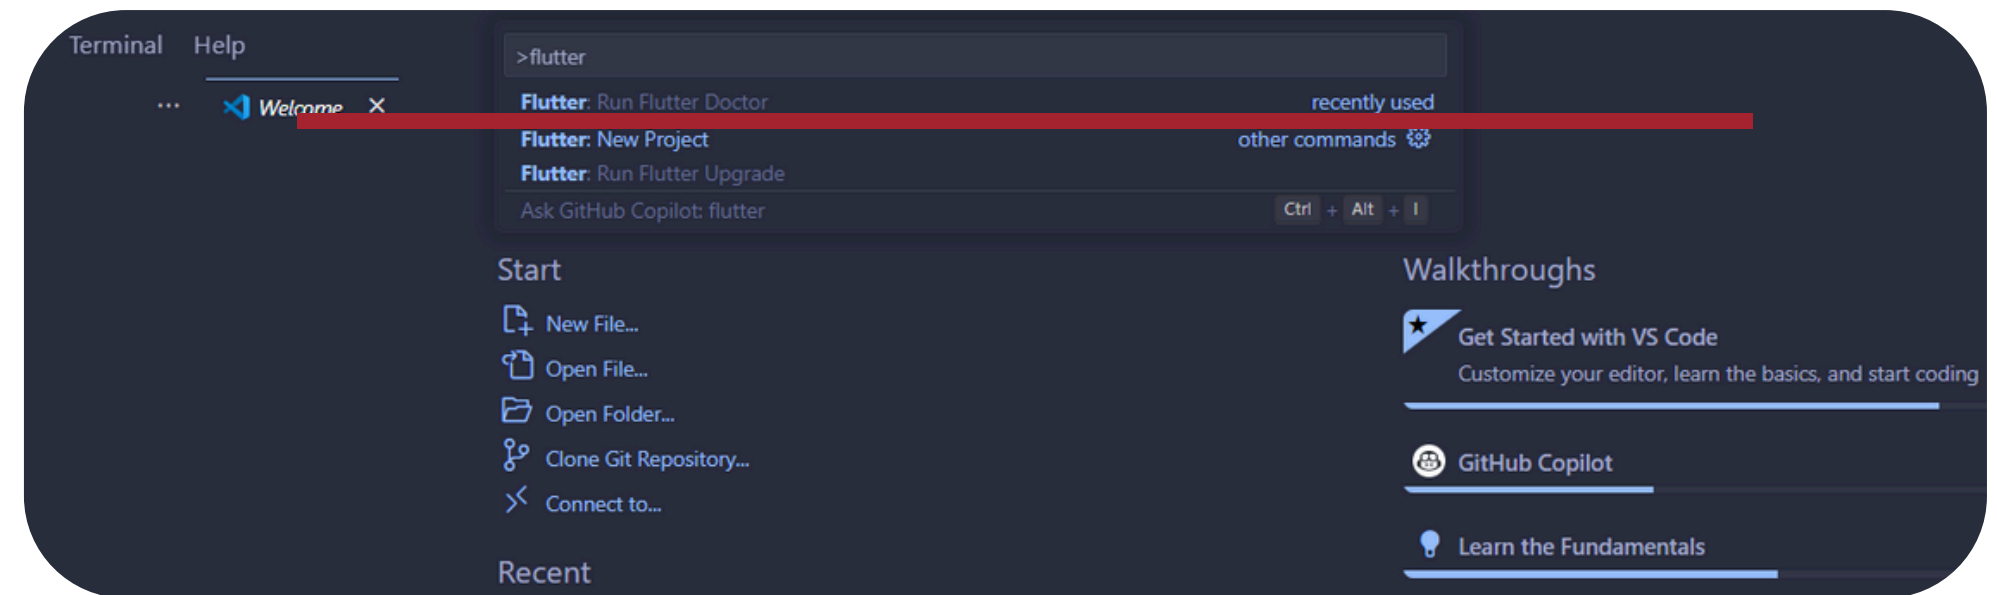 Terminal Help
>flutter
... Welcome
Flutter: Run Flutter Doctor recently used
Flutter: New Project other commands
Flutter: Run Flutter Upgrade
Ask GitHub Copilot: flutter Ctrl + Alt + I
Start
New File...
Open File...
Open Folder...
Clone Git Repository...
Connect to...
Recent
Walkthroughs
Get Started with VS Code
Customize your editor, learn the basics, and start coding
GitHub Copilot
Learn the Fundamentals